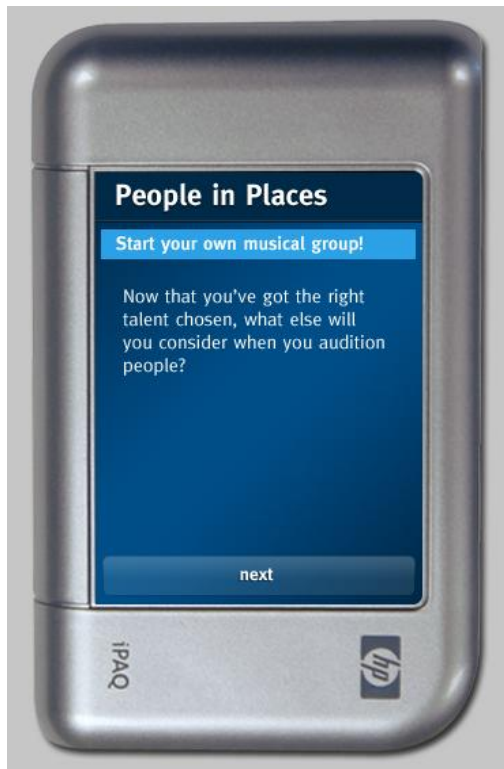 People in Places
Start your own musical group!
Now that you've got the right
talent chosen, what else will
you consider when you audition
people?
next
iPAQ
hp